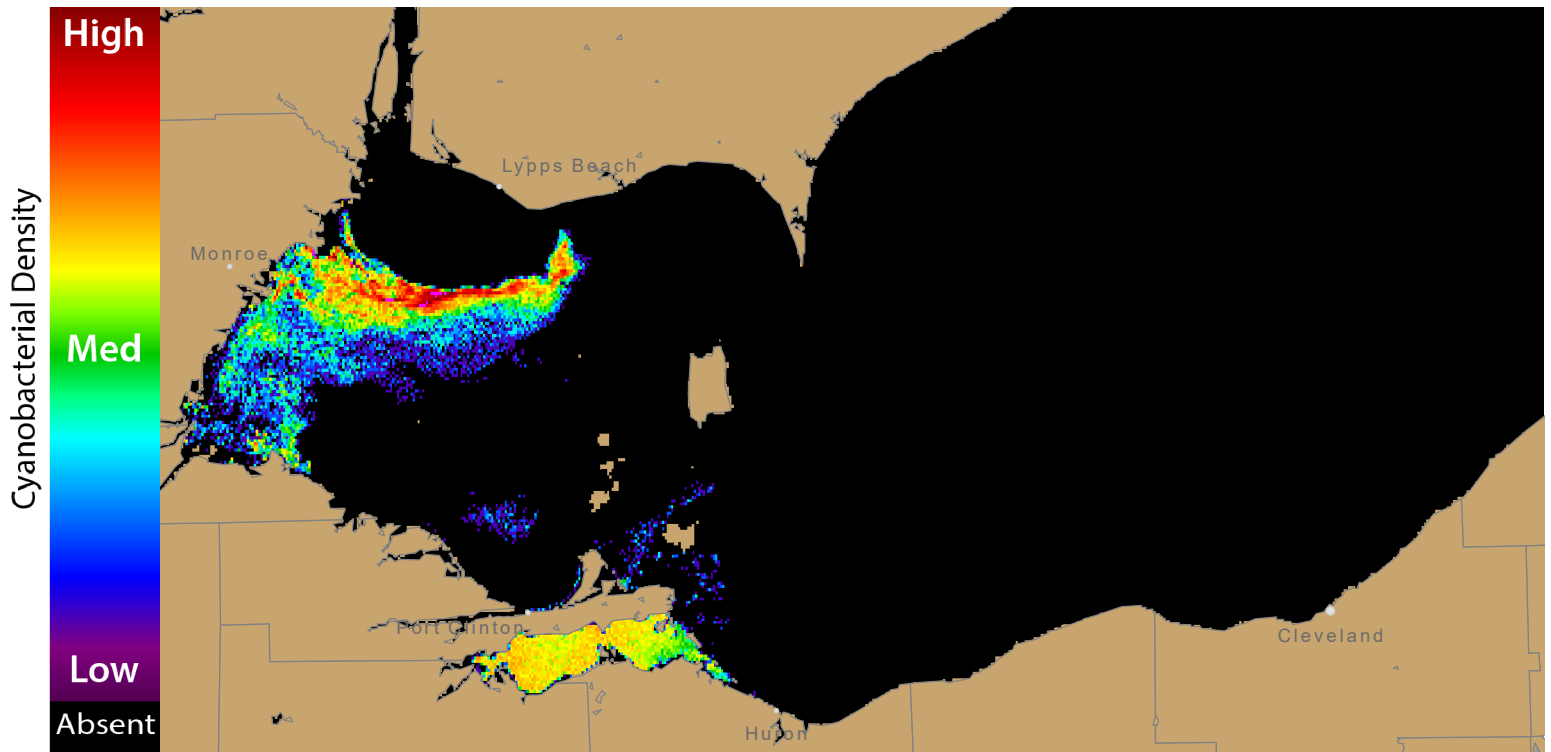 High
Cyanobacterial Density
Med
Low
Absent
Lypps Beach
Monroe
Port Clinton
Cleveland
Huron